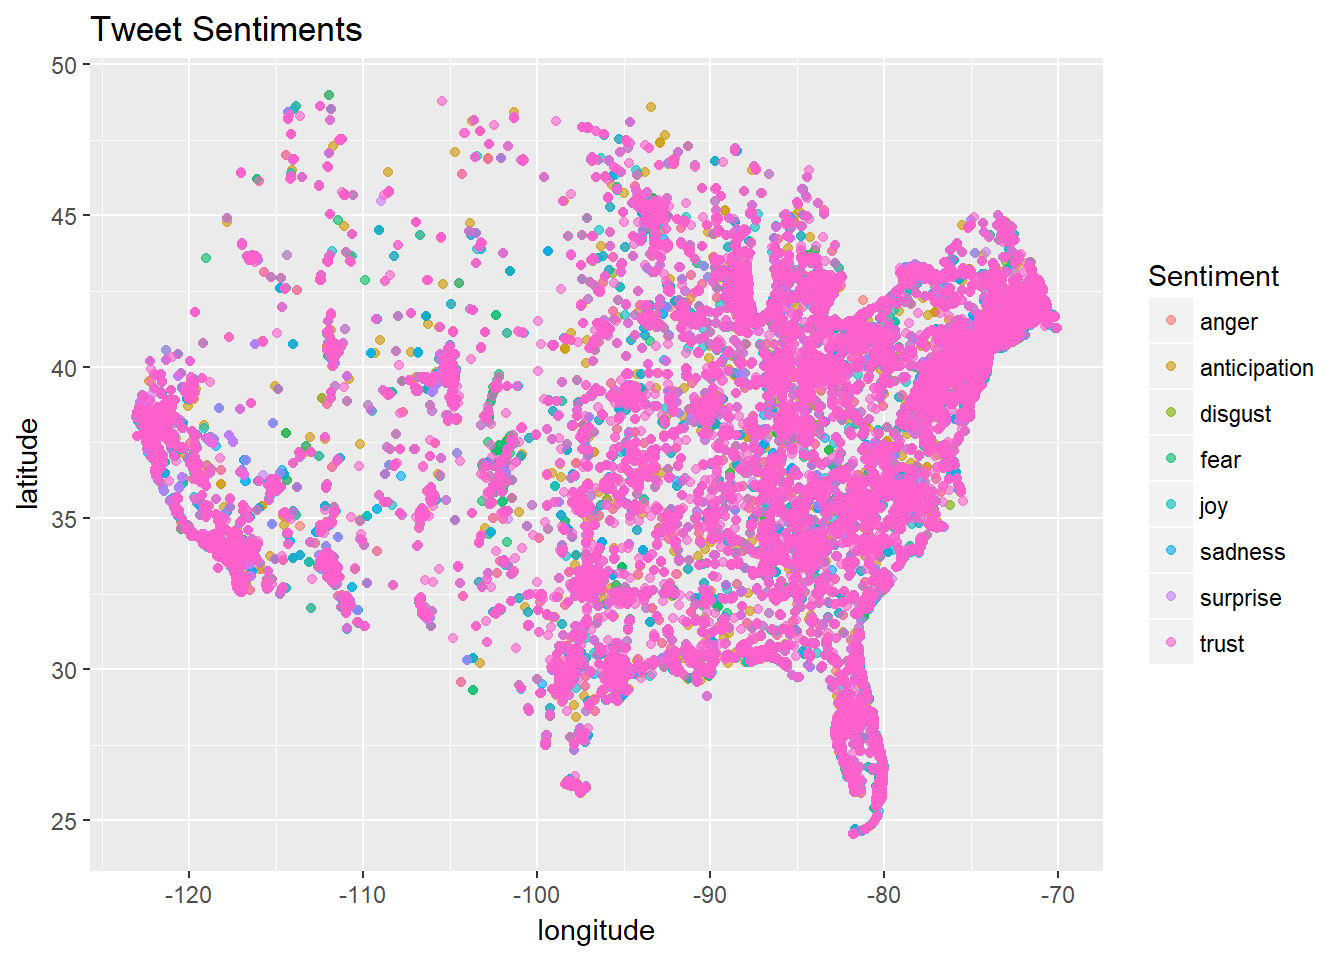 Tweet Sentiments
50
45
40
35
30
25
latitude
-120 -110 -100 -90 -80 -70
longitude
Sentiment
anger
anticipation
disgust
fear
joy
sadness
surprise
trust